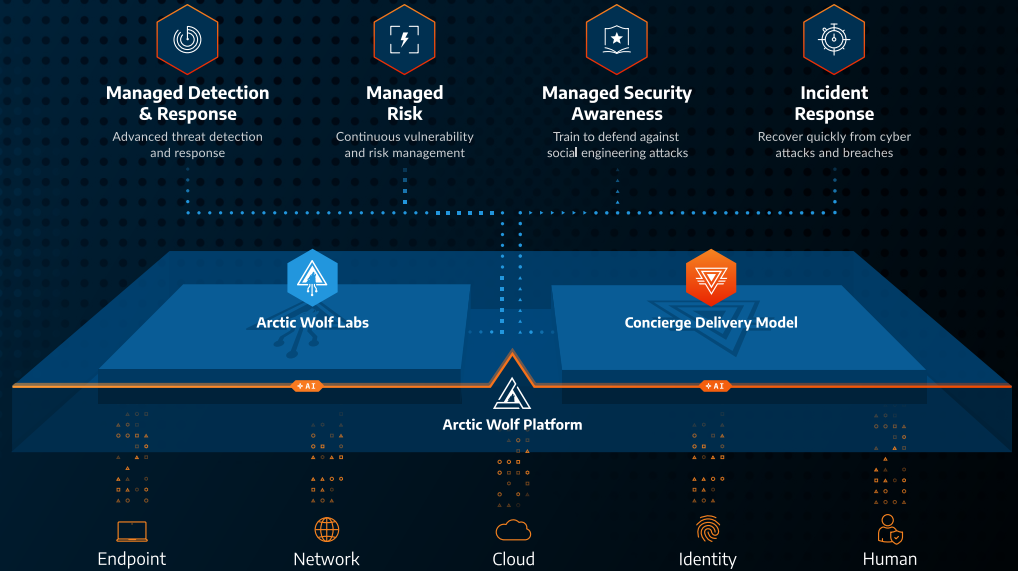 Managed Detection
& Response
Advanced threat detection
and response
Managed
Risk
Continuous vulnerability
and risk management
Managed Security
Awareness
Train to defend against
social engineering attacks
Incident
Response
Recover quickly from cyber
attacks and breaches
Arctic Wolf Labs
Concierge Delivery Model
AI
AI
Arctic Wolf Platform
Endpoint
Network
Cloud
Identity
Human